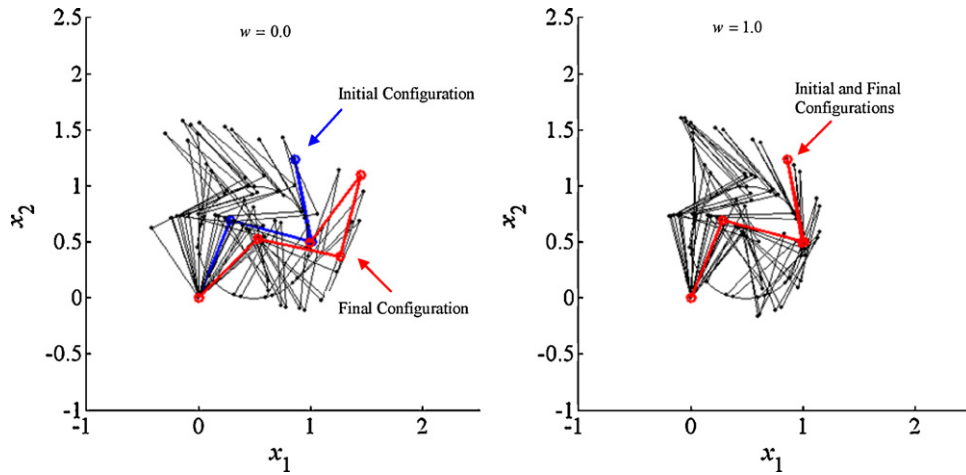 2.5
w = 0.0
2
Initial Configuration
1.5
1
x2
0.5
0
Final Configuration
-0.5
-1
-1
0
1
2
x1
2.5
w = 1.0
2
Initial and Final
Configurations
1.5
1
x2
0.5
0
-0.5
-1
-1
0
1
2
x1